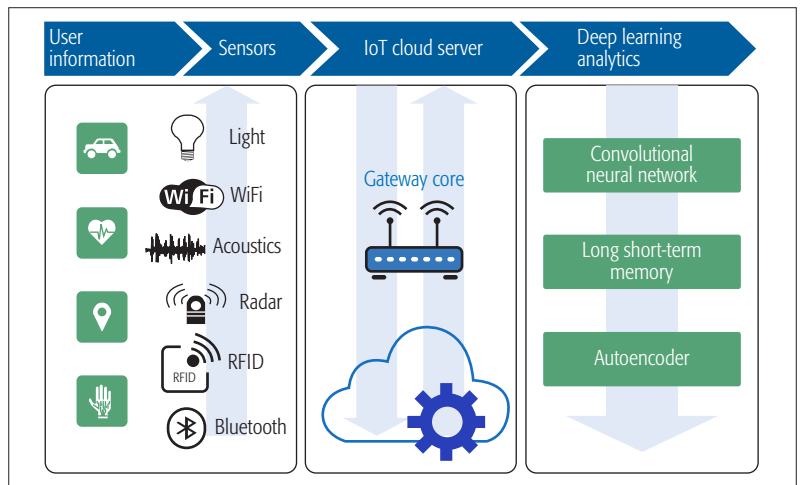 User
information
Sensors
IoT cloud server
Deep learning
analytics
Light
Wi Fi
WiFi
Acoustics
Radar
RFID
RFID
Bluetooth
Gateway core
Convolutional
neural network
Long short-term
memory
Autoencoder